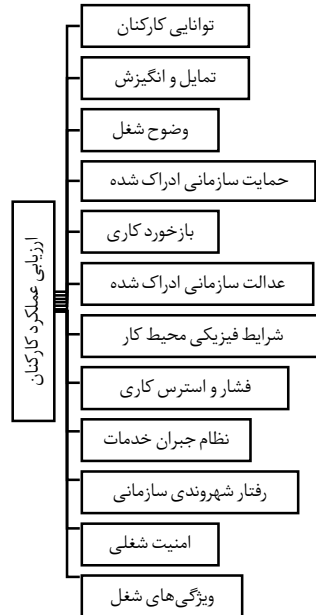 ارزیابی عملکرد کارکنان
توانایی کارکنان
تمایل و انگیزش
وضوح شغل
حمایت سازمانی ادراک شده
بازخورد کاری
عدالت سازمانی ادراک شده
شرایط فیزیکی محیط کار
فشار و استرس کاری
نظام جبران خدمات
رفتار شهروندی سازمانی
امنیت شغلی
ویژگی‌های شغل